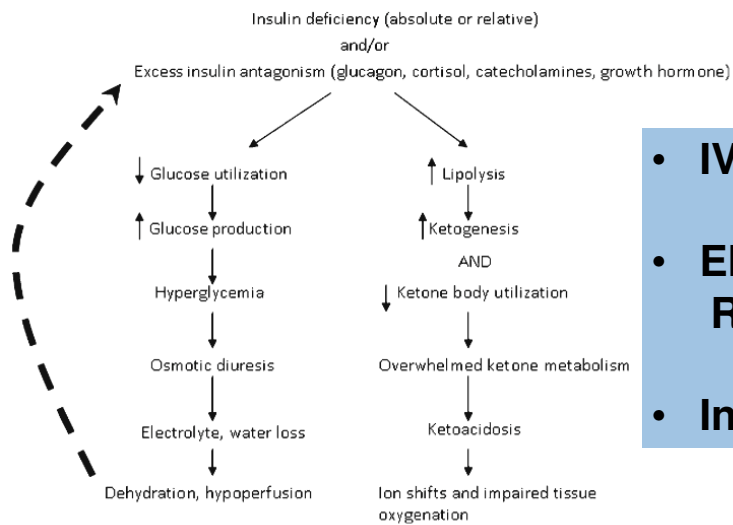 Insulin deficiency (absolute or relative)
and/or
Excess insulin antagonism (glucagon, cortisol, catecholamines, growth hormone)
↓ Glucose utilization
↑ Glucose production
Hyperglycemia
Osmotic diuresis
Electrolyte, water loss
Dehydration, hypoperfusion
↑ Lipolysis
↑ Ketogenesis
AND
↓ Ketone body utilization
Overwhelmed ketone metabolism
Ketoacidosis
Ion shifts and impaired tissue
oxygenation
• IV